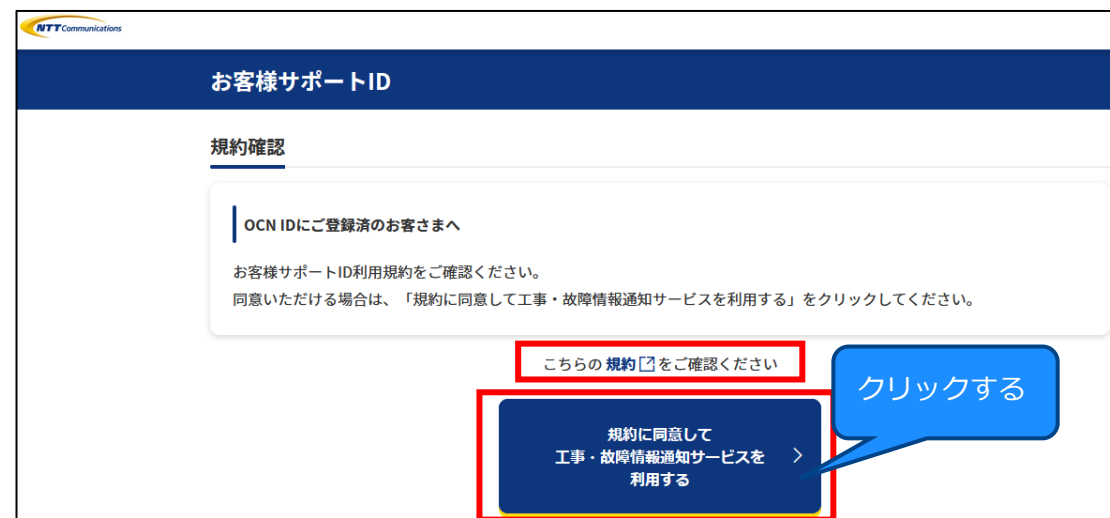 NTT Communications
お客様サポートID
規約確認
OCN IDにご登録済のお客さまへ
お客様サポートID利用規約をご確認ください。
同意いただける場合は、「規約に同意して工事・故障情報通知サービスを利用する」をクリックしてください。
こちらの 規約 をご確認ください
クリックする
規約に同意して
工事・故障情報通知サービスを
利用する